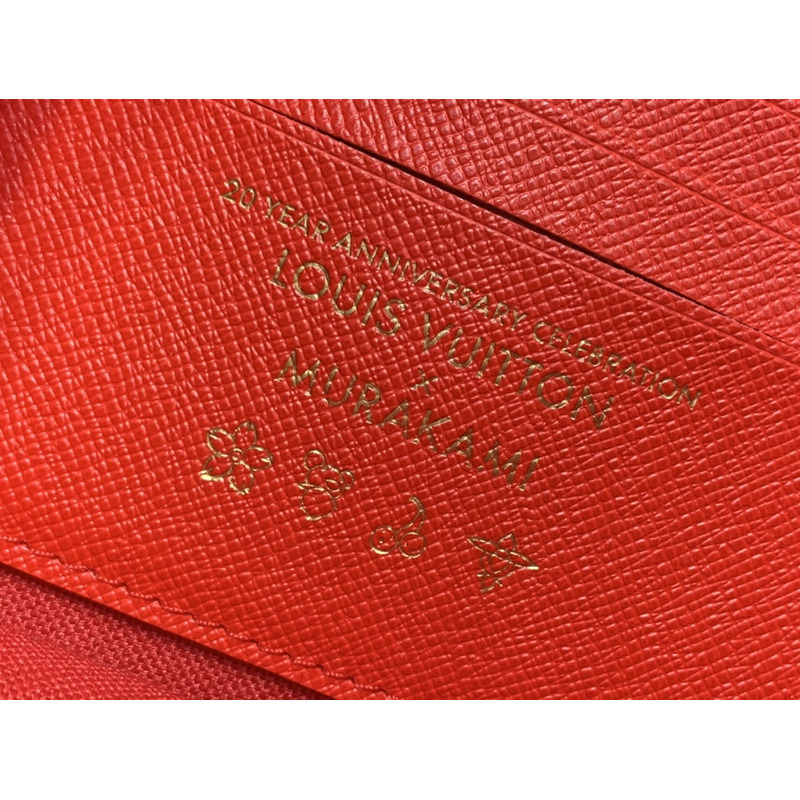 20 YEAR ANNIVERSARY CELEBRATION
LOUIS VUITTON
×
MURAKAMI